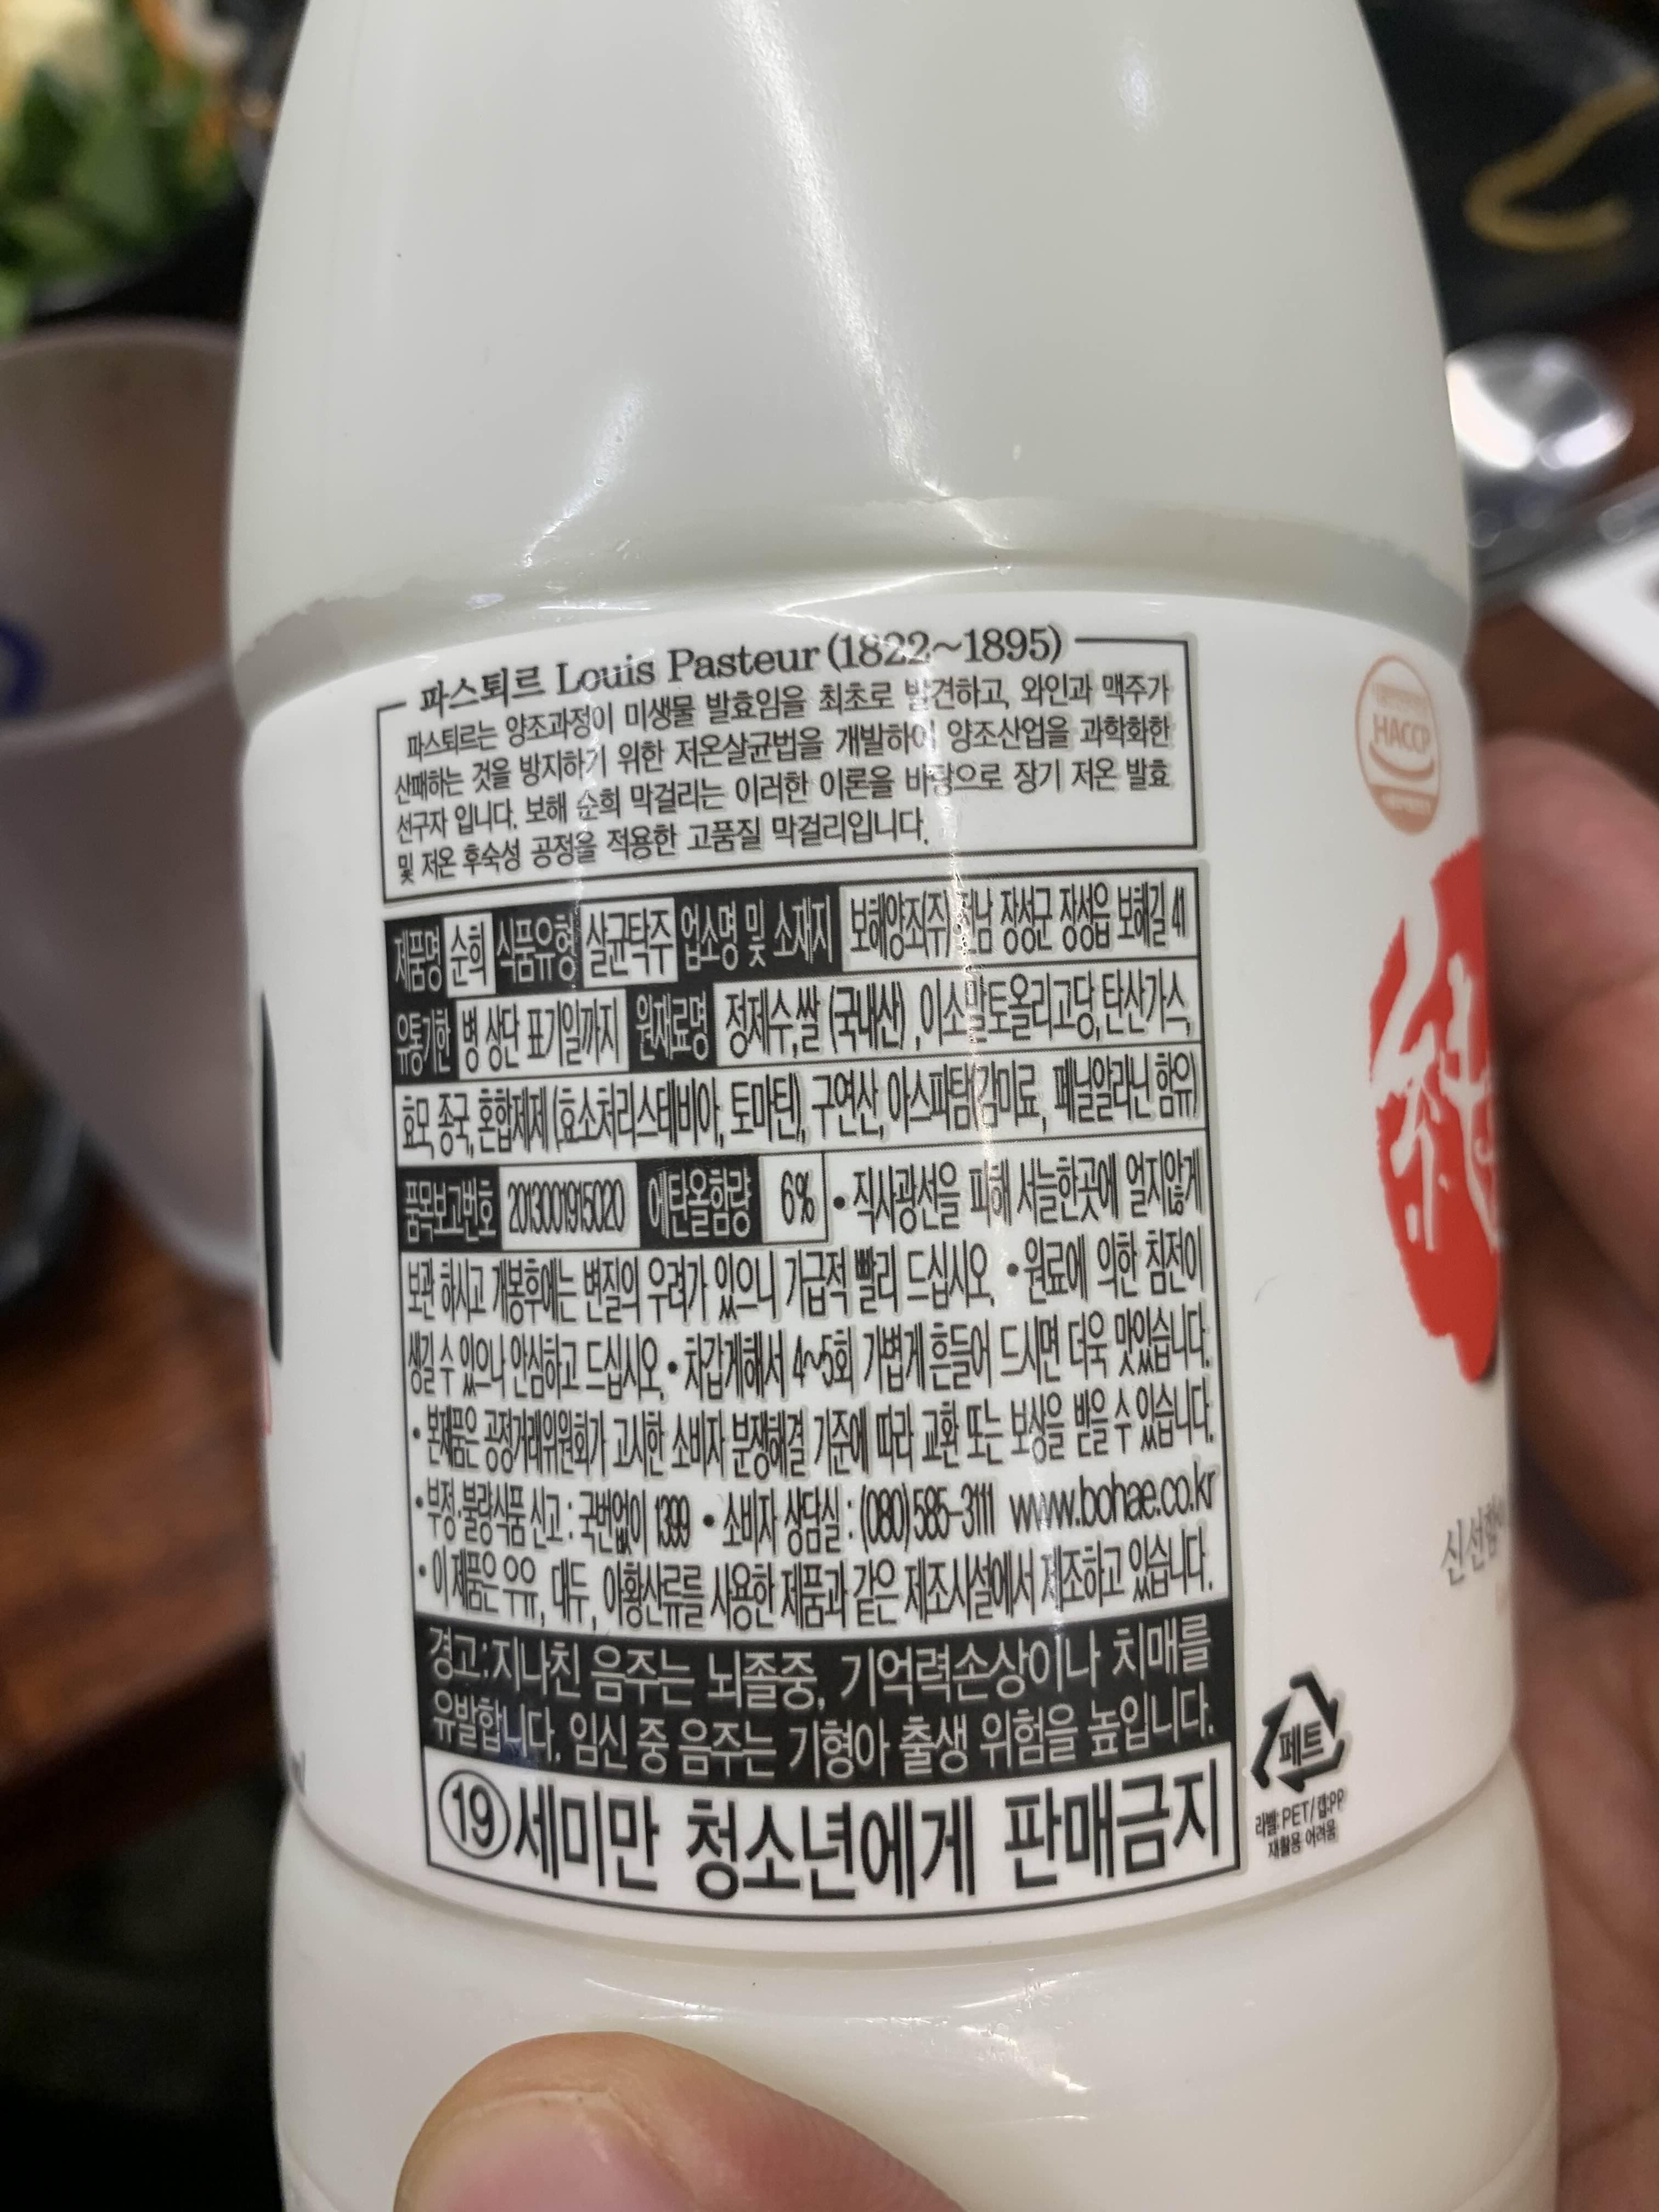 파스퇴르 Louis Pasteur (1822~1895)
파스퇴르는 양조과정이 미생물 발효임을 최초로 발견하고, 와인과 맥주가
산패하는 것을 방지하기 위한 저온살균법을 개발하여 양조산업을 과학화한
선구자 입니다. 보해 순희 막걸리는 이러한 이론을 바탕으로 장기 저온 발효
및 저온 후숙성 공정을 적용한 고품질 막걸리입니다.
HACCP
제품명 순희 식품유형 살균탁주 업소명 및 소재지 보해양조(주) 전남 장성군 장성읍 보해길 41
유통기한 병 상단 표기일까지 원재료명 정제수,쌀 (국내산) ,이소말토올리고당, 탄산가스,
효모, 종국, 혼합제제 (효소처리스테비아, 토마틴), 구연산, 아스파탐(감미료, 페닐알라닌 함유)
품목보고번호 2013001915020 에탄올함량 6% • 직사광선을 피해 서늘한곳에 얼지않게
보관 하시고 개봉후에는 변질의 우려가 있으니 가급적 빨리 드십시오. • 원료에 의한 침전이
생길 수 있으나 안심하고 드십시오. • 차갑게해서 4~5회 가볍게 흔들어 드시면 더욱 맛있습니다.
• 본제품은 공정거래위원회가 고시한 소비자 분쟁해결 기준에 따라 교환 또는 보상을 받을 수 있습니다.
• 부정·불량식품 신고 : 국번없이 1399 • 소비자 상담실 : (080) 585-3111 www.bohae.co.kr
• 이 제품은 우유, 대두, 아황산류를 사용한 제품과 같은 제조시설에서 제조하고 있습니다.
경고:지나친 음주는 뇌졸중, 기억력손상이나 치매를
유발합니다. 임신 중 음주는 기형아 출생 위험을 높입니다.
19세미만 청소년에게 판매금지
페트
라벨: PET / 캡:PP
재활용 어려움
신선함이